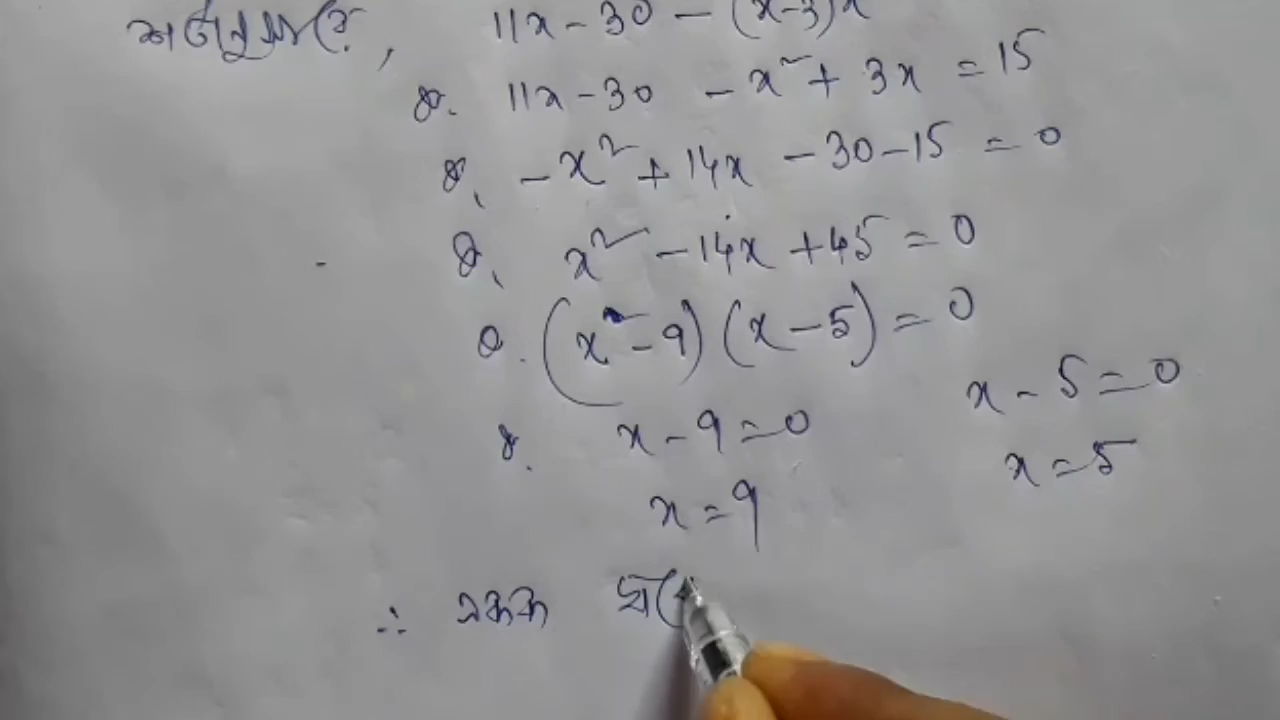 শর্তানুসারে, 11x - 30 - (x-3)x
বা, 11x - 30 - x² + 3x = 15
বা, -x² + 14x - 30 - 15 = 0
বা, x² - 14x + 45 = 0
বা, (x - 9) (x - 5) = 0
x - 5 = 0
বা, x - 9 = 0
x = 5
x = 9
∴ একক